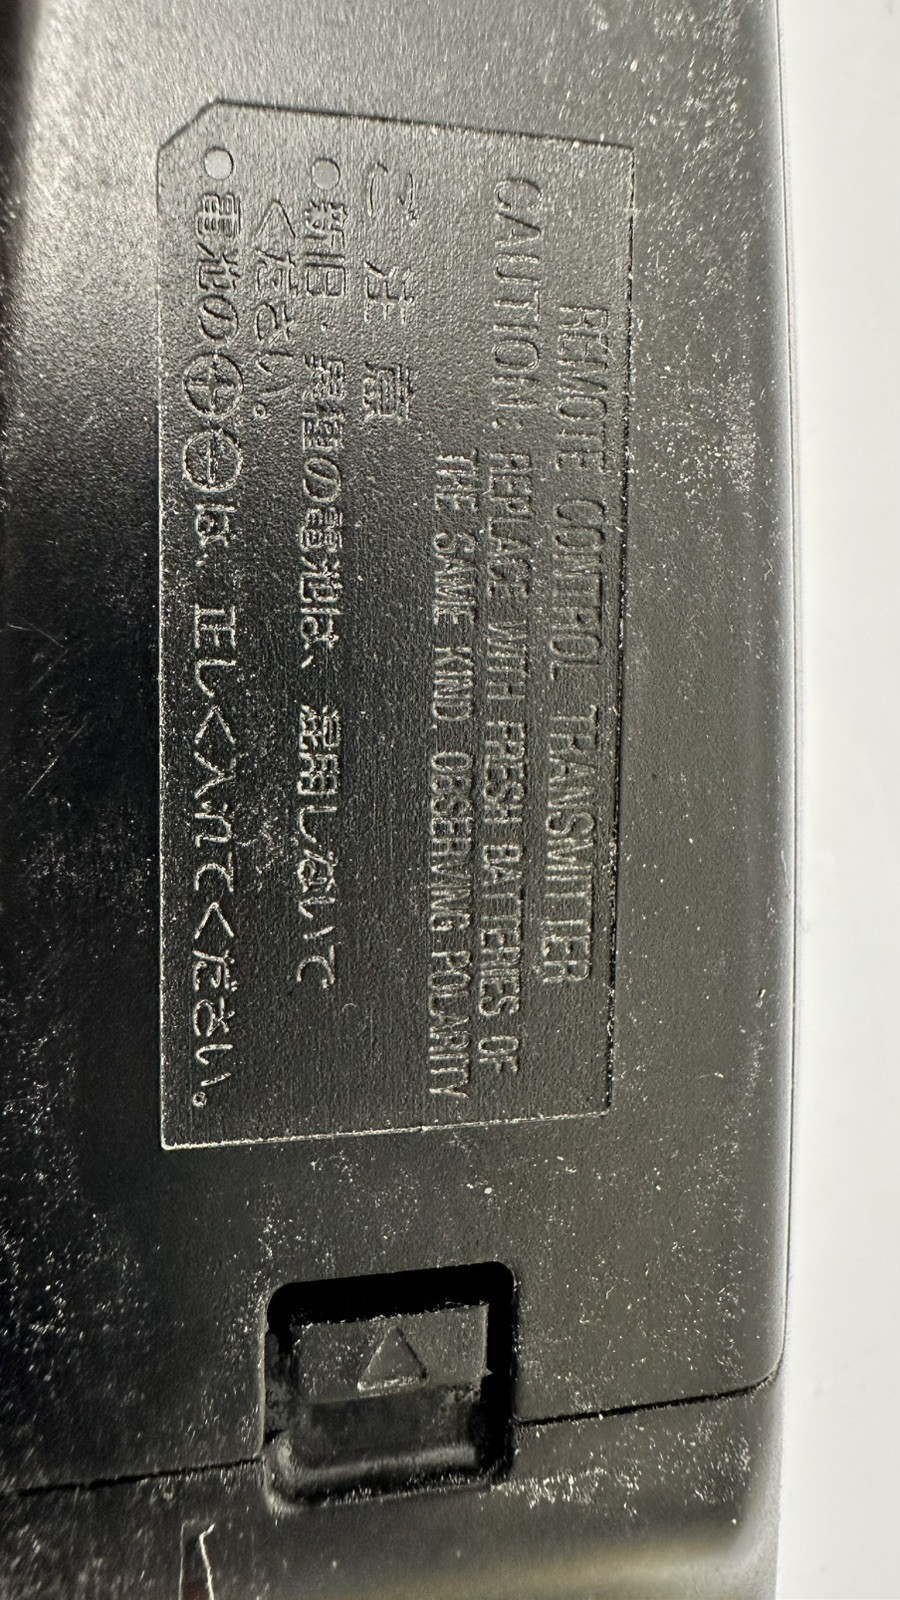 REMOTE CONTROL TRANSMITTER
CAUTION: REPLACE WITH FRESH BATTERIES OF
THE SAME KIND, OBSERVING POLARITY
ご注意
●新旧・異種の電池は、混用しないで
ください。
●電池の⊕⊖は、正しく入れてください。